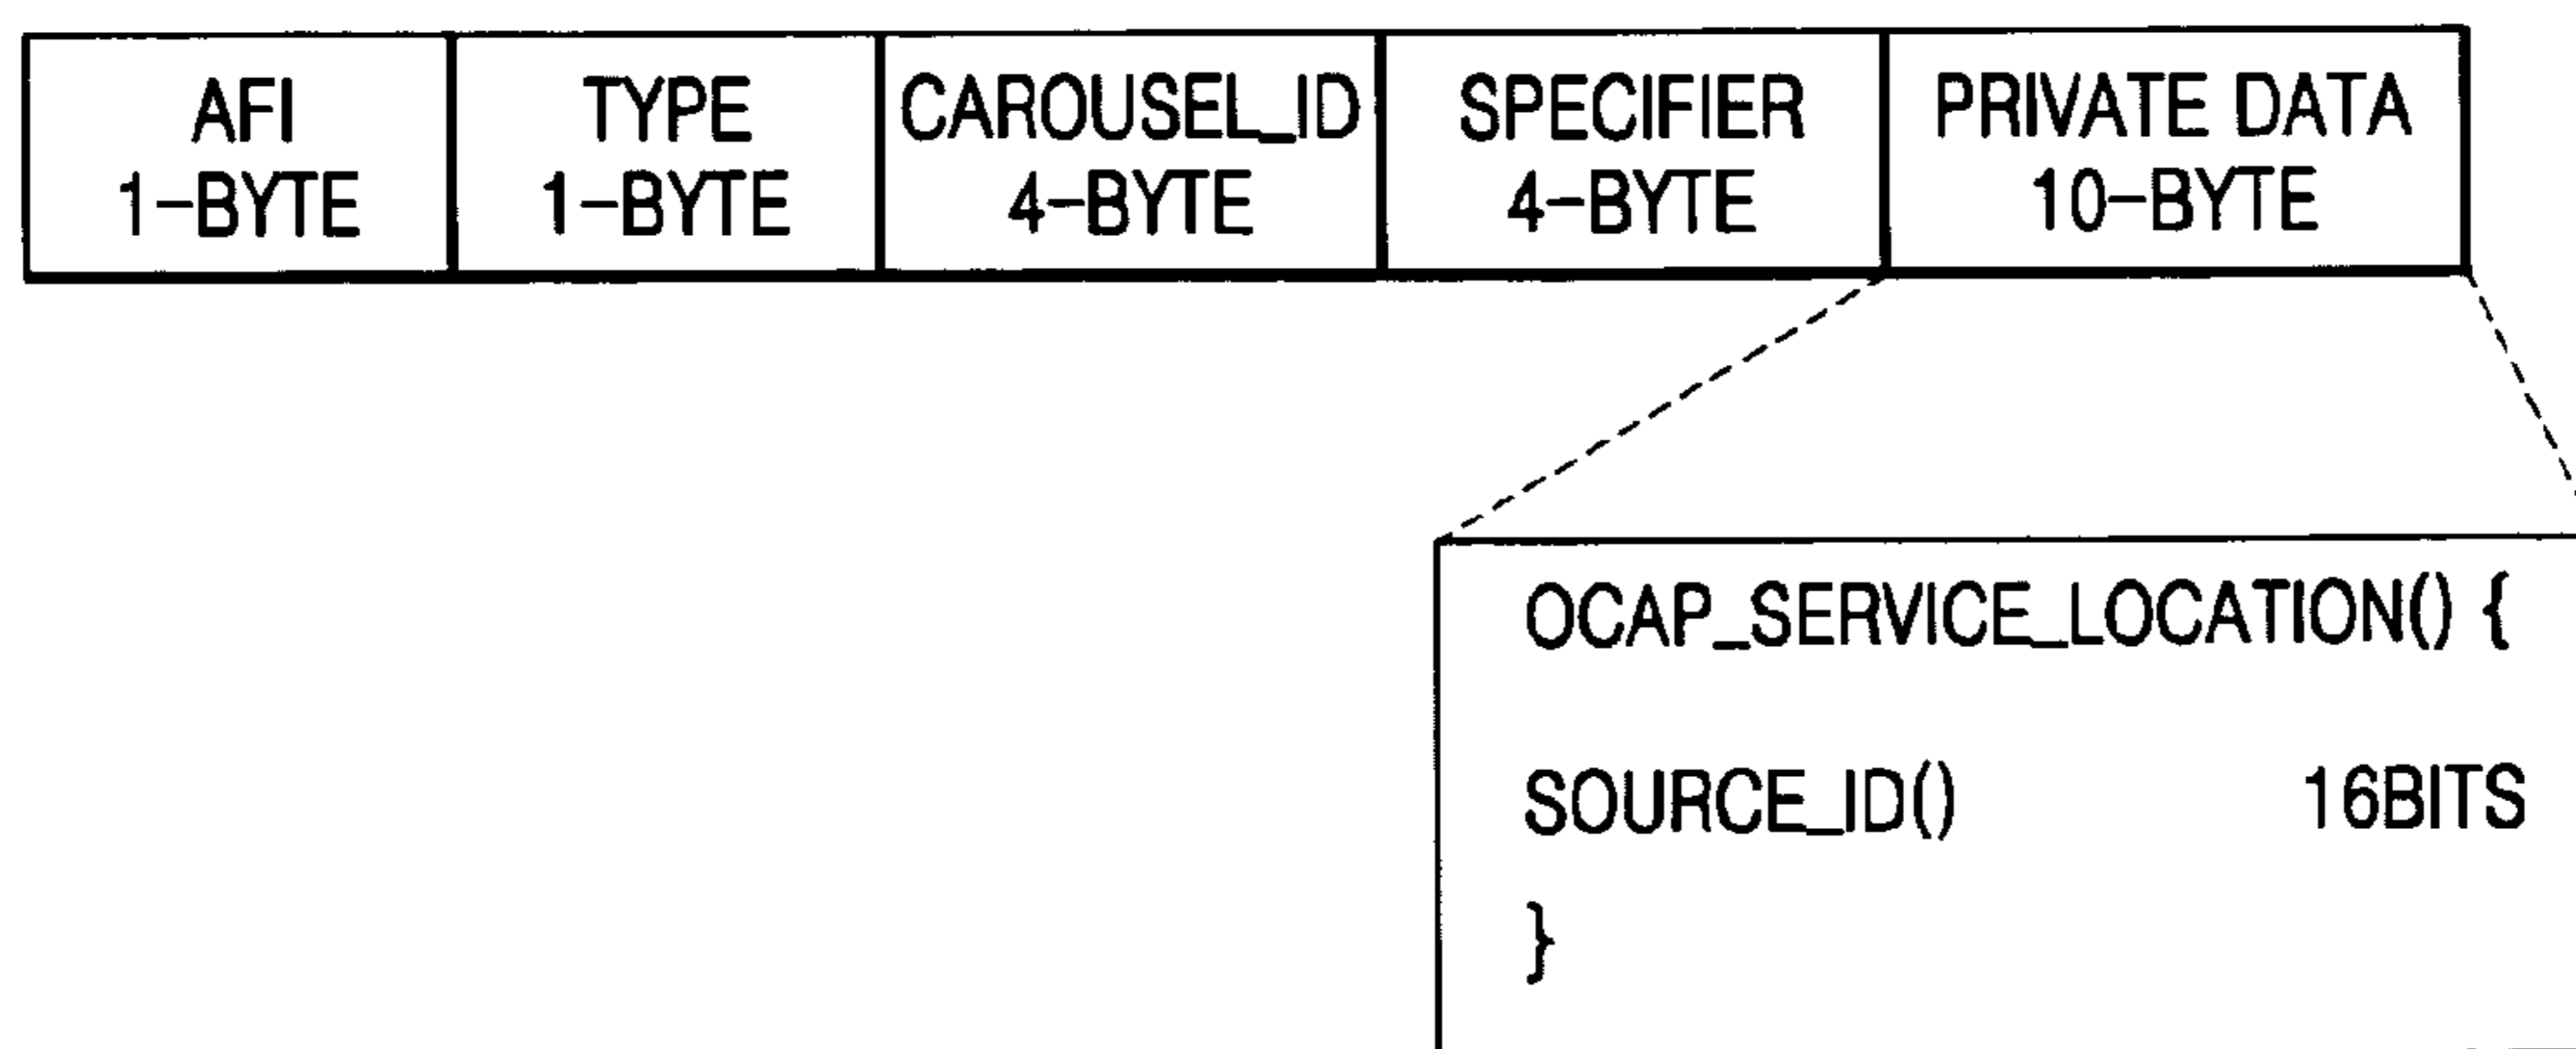 AFI
1-BYTE
TYPE
1-BYTE
CAROUSEL_ID
4-BYTE
SPECIFIER
4-BYTE
PRIVATE DATA
10-BYTE
OCAP_SERVICE_LOCATION() {
SOURCE_ID() 16BITS
}